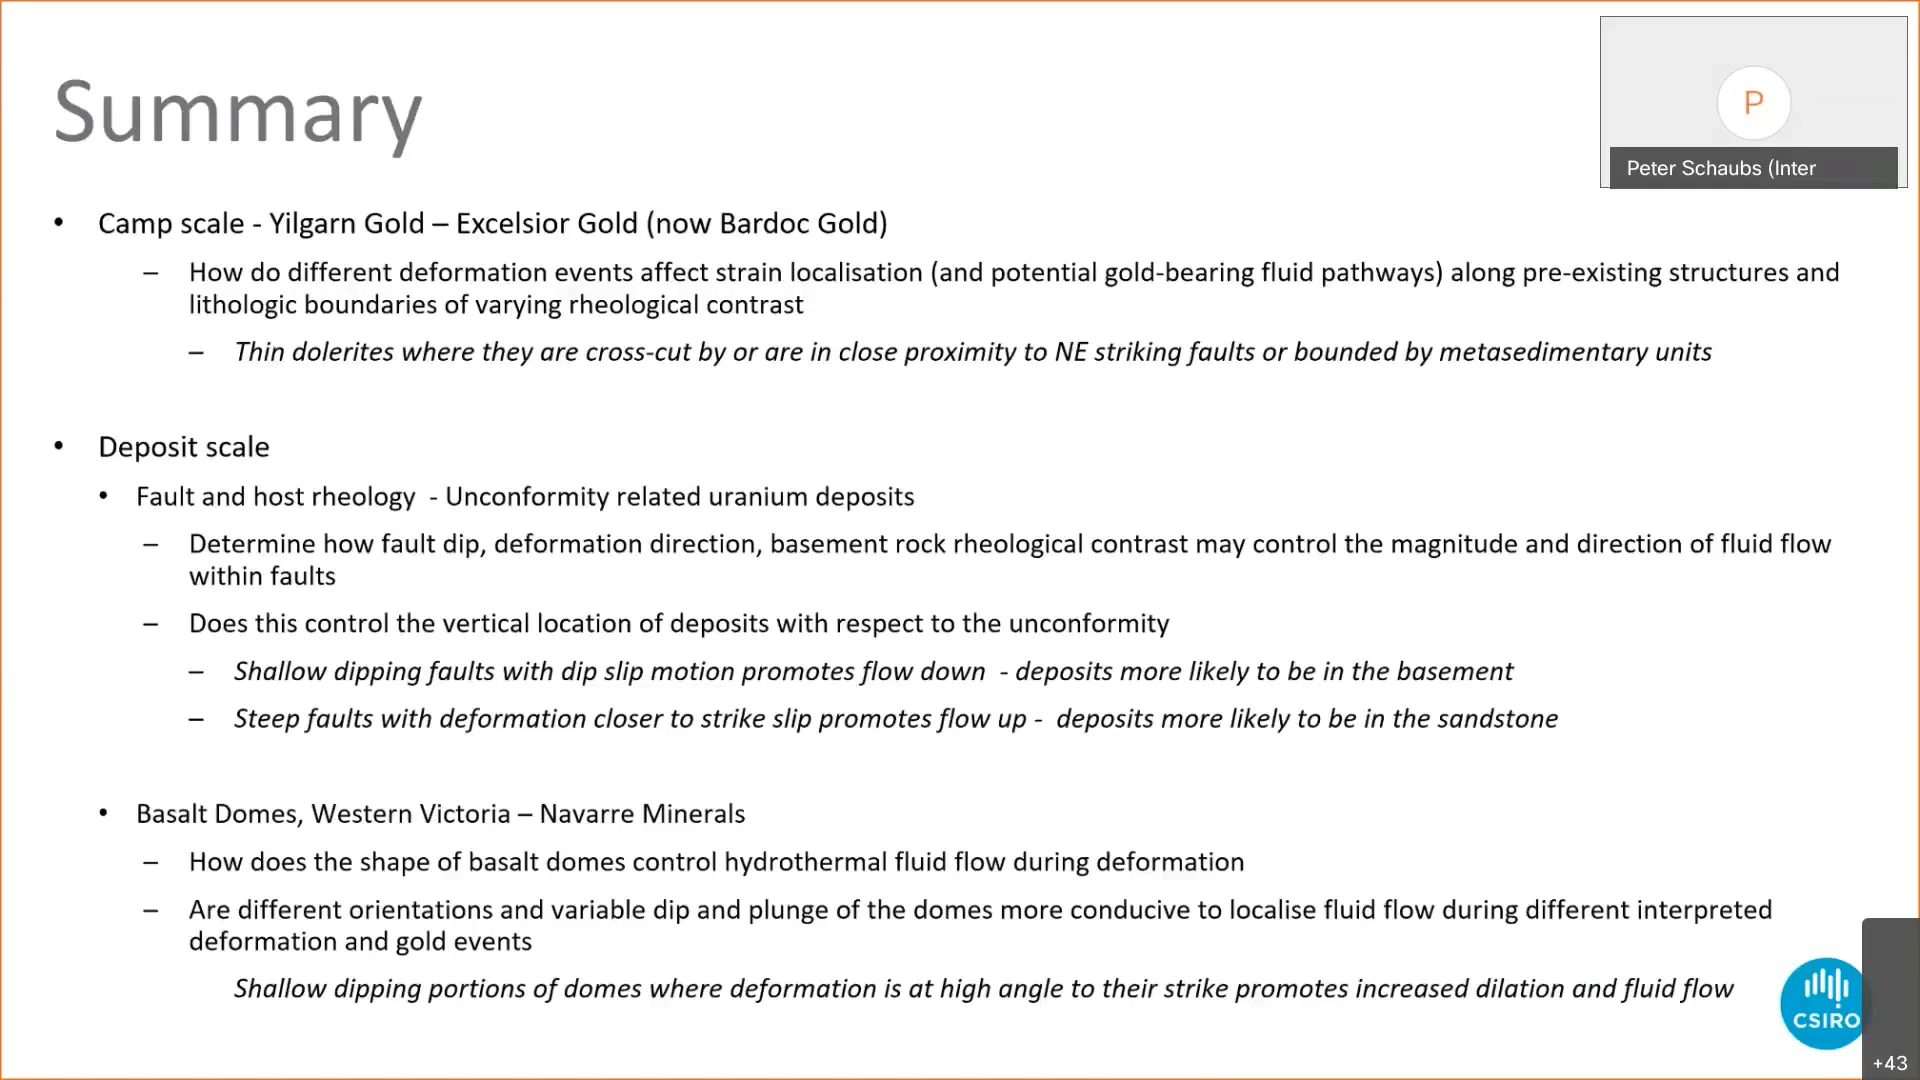 Summary
P
Peter Schaubs (Inter
• Camp scale - Yilgarn Gold – Excelsior Gold (now Bardoc Gold)
– How do different deformation events affect strain localisation (and potential gold-bearing fluid pathways) along pre-existing structures and
lithologic boundaries of varying rheological contrast
– Thin dolerites where they are cross-cut by or are in close proximity to NE striking faults or bounded by metasedimentary units
• Deposit scale
• Fault and host rheology - Unconformity related uranium deposits
– Determine how fault dip, deformation direction, basement rock rheological contrast may control the magnitude and direction of fluid flow
within faults
– Does this control the vertical location of deposits with respect to the unconformity
– Shallow dipping faults with dip slip motion promotes flow down - deposits more likely to be in the basement
– Steep faults with deformation closer to strike slip promotes flow up - deposits more likely to be in the sandstone
• Basalt Domes, Western Victoria – Navarre Minerals
– How does the shape of basalt domes control hydrothermal fluid flow during deformation
– Are different orientations and variable dip and plunge of the domes more conducive to localise fluid flow during different interpreted
deformation and gold events
Shallow dipping portions of domes where deformation is at high angle to their strike promotes increased dilation and fluid flow
CSIRO
+43